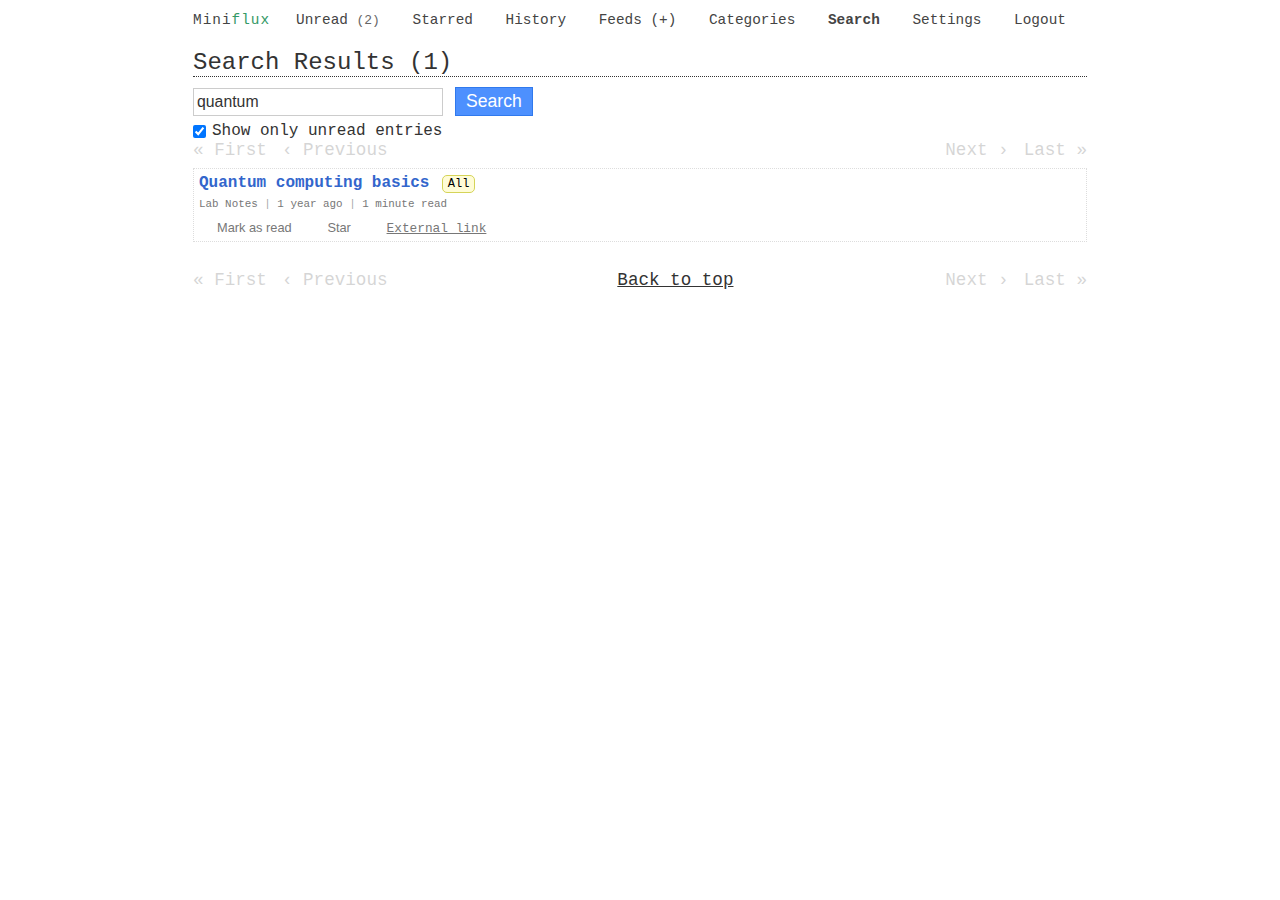 Miniflux Unread (2) Starred History Feeds (+) Categories Search Settings Logout
Search Results (1)
quantum Search
Show only unread entries
« First ‹ Previous Next › Last »
Quantum computing basics All
Lab Notes | 1 year ago | 1 minute read
Mark as read Star External link
« First ‹ Previous Back to top Next › Last »